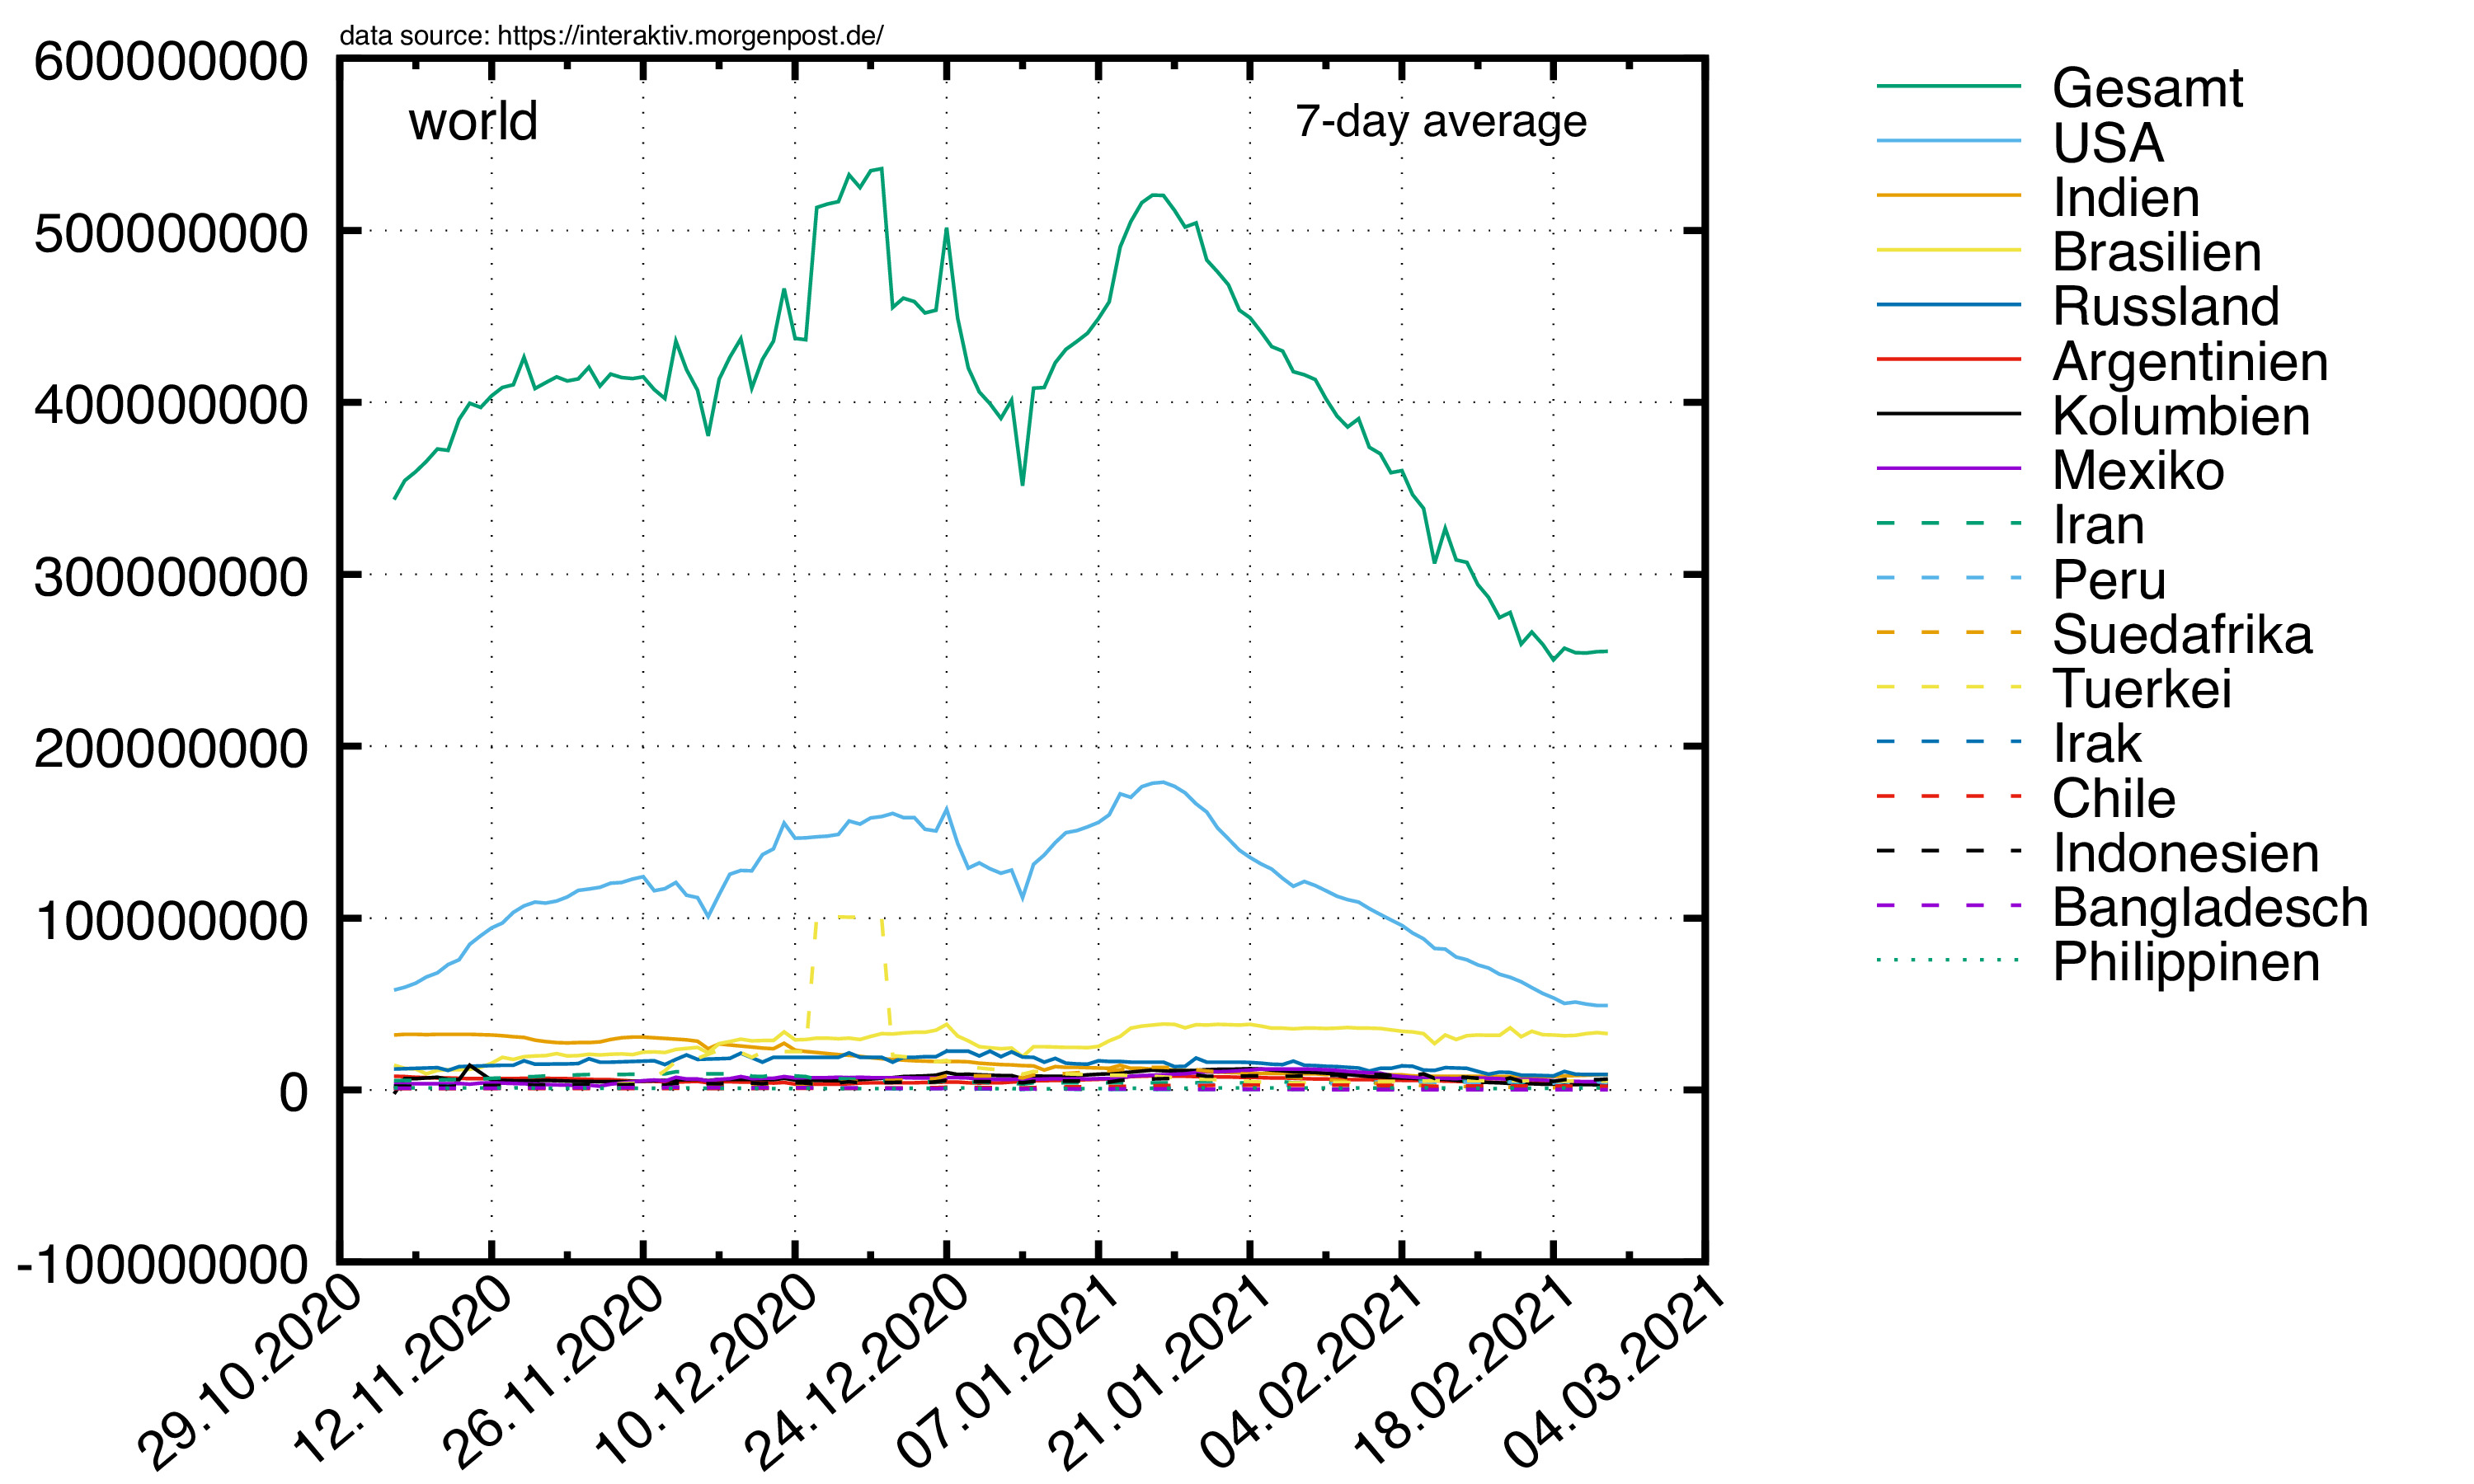 data source: https://interaktiv.morgenpost.de/
world
7-day average
600000000
500000000
400000000
300000000
200000000
100000000
0
-100000000
29.10.2020
12.11.2020
26.11.2020
10.12.2020
24.12.2020
07.01.2021
21.01.2021
04.02.2021
18.02.2021
04.03.2021
Gesamt
USA
Indien
Brasilien
Russland
Argentinien
Kolumbien
Mexiko
Iran
Peru
Suedafrika
Tuerkei
Irak
Chile
Indonesien
Bangladesch
Philippinen